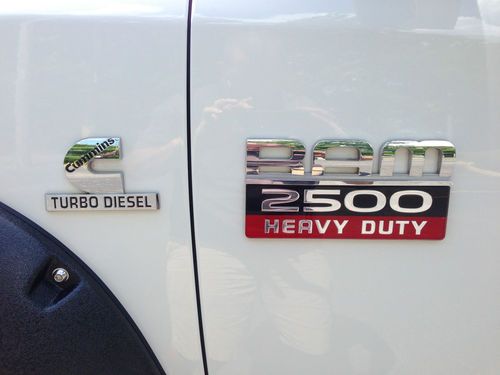 Cummins
TURBO DIESEL
RAM
2500
HEAVY DUTY